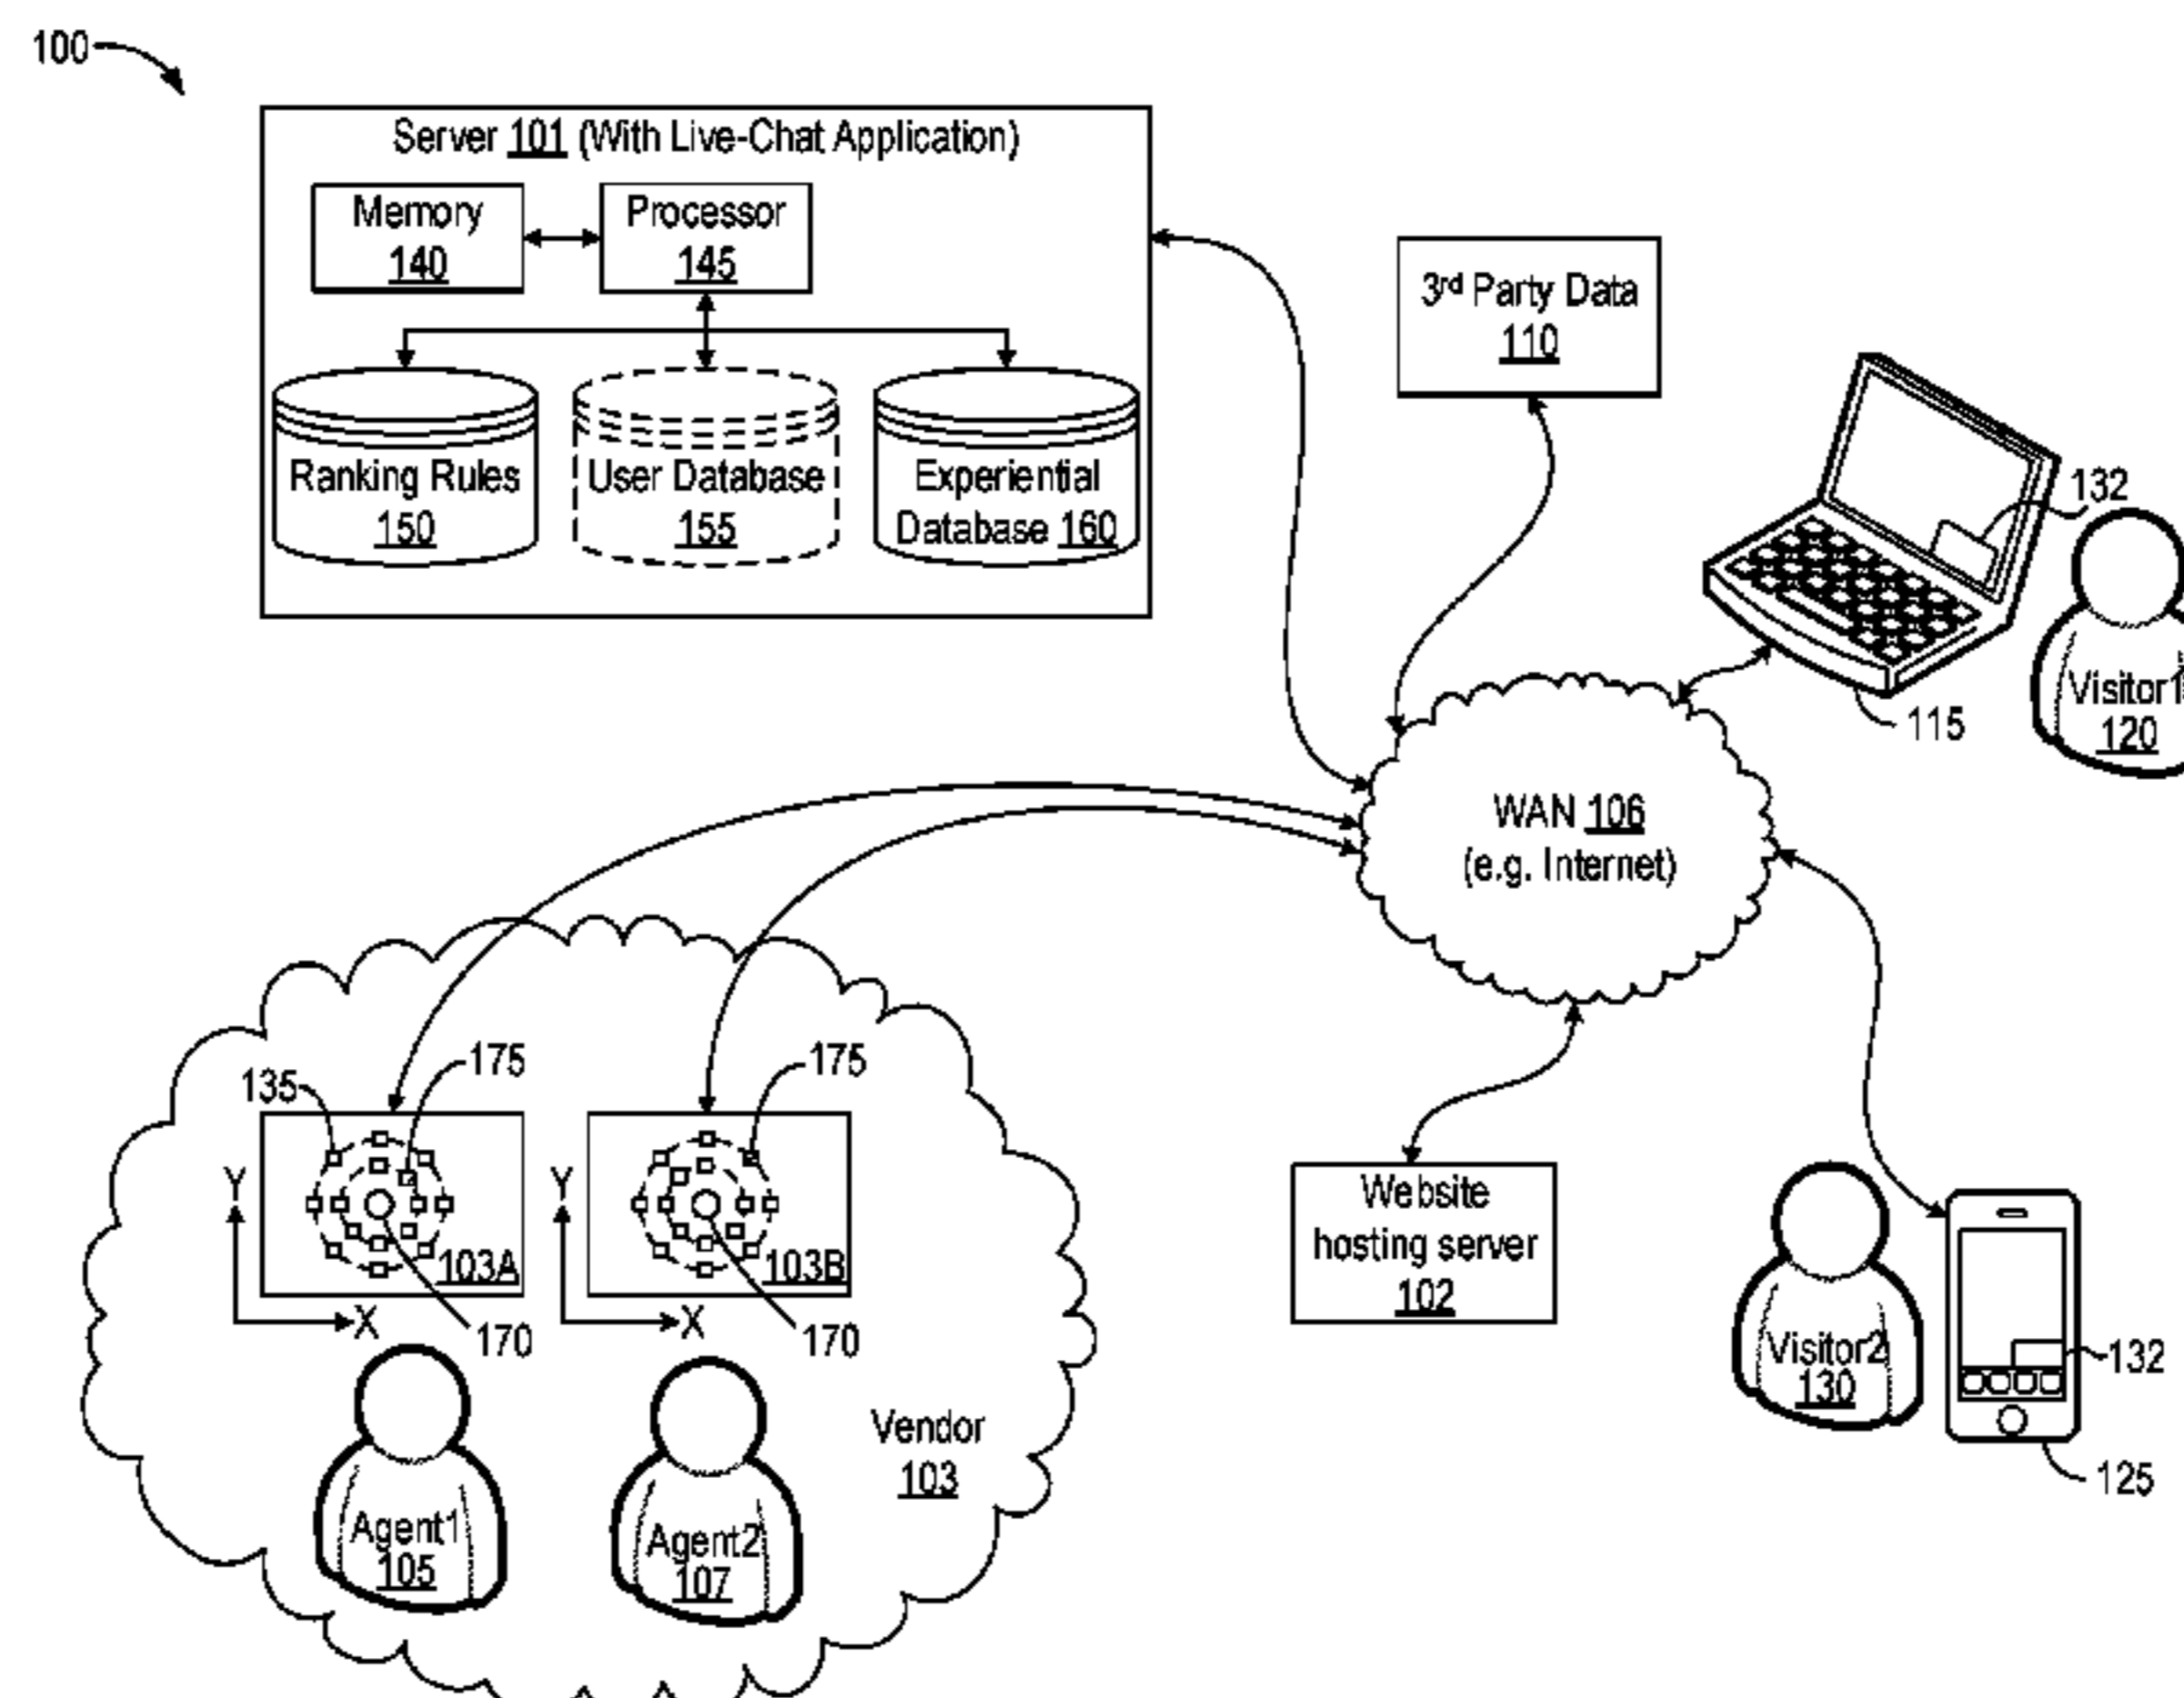 100
Server 101 (With Live-Chat Application)
Memory
140
Processor
145
Ranking Rules
150
User Database
155
Experiential
Database 160
3rd Party Data
110
132
Visitor1
120
115
WAN 106
(e.g. Internet)
135
175
175
Y
103A
X
170
Y
103B
X
170
Website
hosting server
102
Visitor2
130
132
125
Agent1
105
Agent2
107
Vendor
103